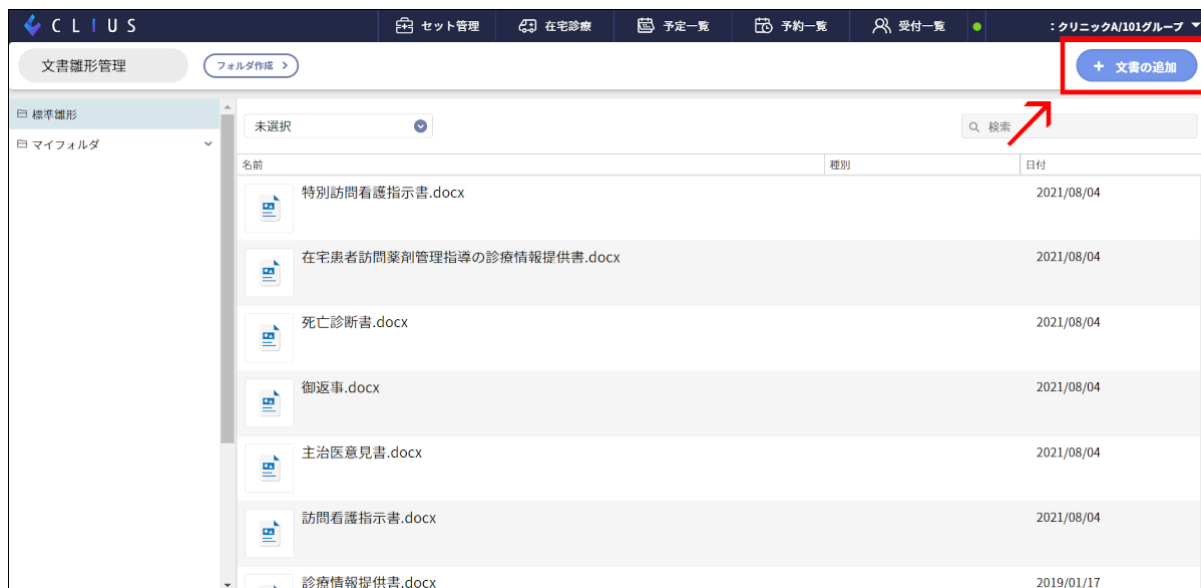 CLIUS
セット管理
在宅診療
予定一覧
予約一覧
受付一覧
：クリニックA/101グループ
文書雛形管理
フォルダ作成 >
+ 文書の追加
標準雛形
マイフォルダ
未選択
検索
名前 種別 日付
特別訪問看護指示書.docx 2021/08/04
在宅患者訪問薬剤管理指導の診療情報提供書.docx 2021/08/04
死亡診断書.docx 2021/08/04
御返事.docx 2021/08/04
主治医意見書.docx 2021/08/04
訪問看護指示書.docx 2021/08/04
診療情報提供書.docx 2019/01/17